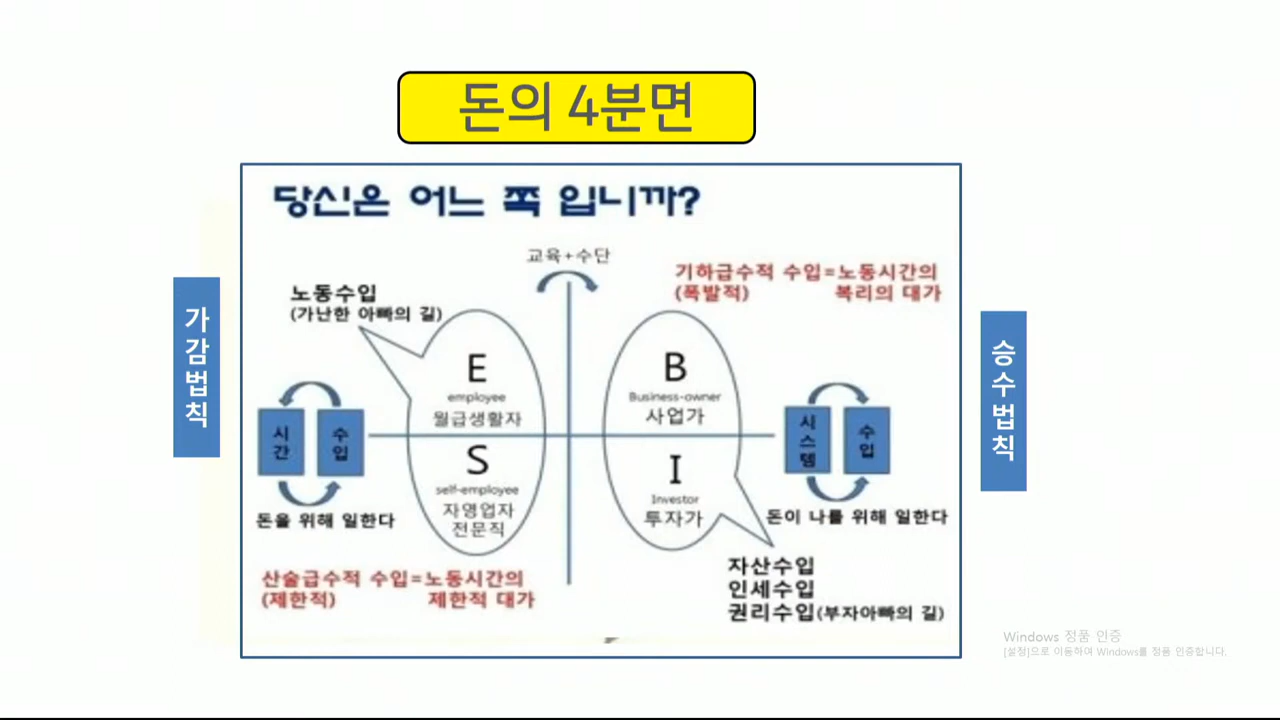 돈의 4분면
당신은 어느 쪽 입니까?
교육+수단
가감법칙
노동수입
(가난한 아빠의 길)
E
employee
월급생활자
S
self-employee
자영업자
전문직
시간
수입
돈을 위해 일한다
산술급수적 수입=노동시간의
(제한적) 제한적 대가
기하급수적 수입=노동시간의
(폭발적) 복리의 대가
B
Business-owner
사업가
I
Investor
투자가
시스템
수입
돈이 나를 위해 일한다
자산수입
인세수입
권리수입(부자아빠의 길)
승수법칙
Windows 정품 인증
[설정]으로 이동하여 Windows를 정품 인증합니다.